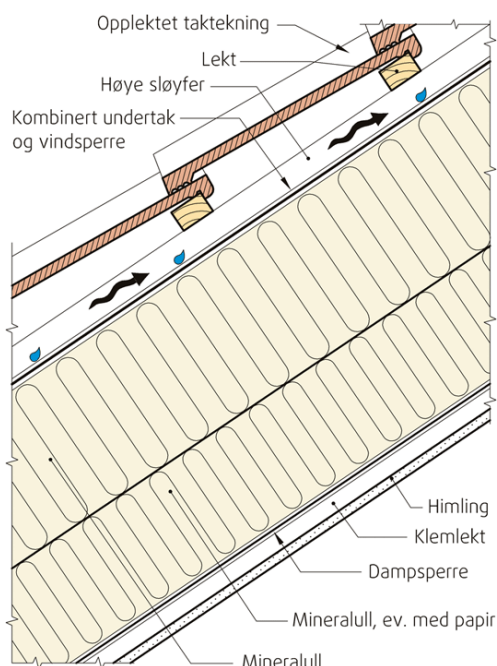 Opplektet taktekning
Lekt
Høye sløyfer
Kombinert undertak
og vindsperre
Himling
Klemlekt
Dampsperre
Mineralull, ev. med papir
Mineralull